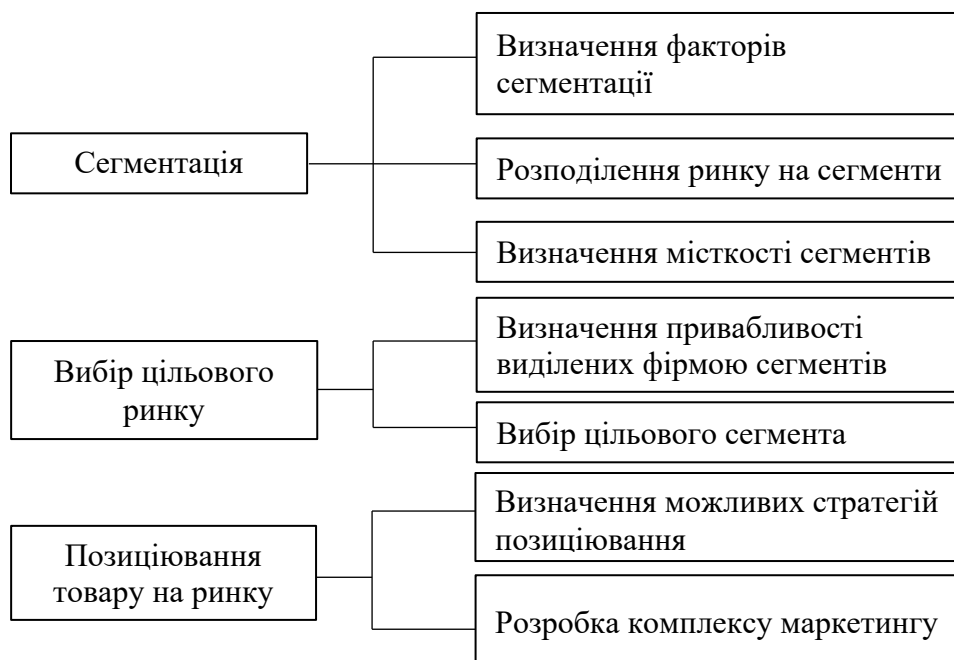 Сегментація
Визначення факторів
сегментації
Розподілення ринку на сегменти
Визначення місткості сегментів
Вибір цільового
ринку
Визначення привабливості
виділених фірмою сегментів
Вибір цільового сегмента
Позиціювання
товару на ринку
Визначення можливих стратегій
позиціювання
Розробка комплексу маркетингу